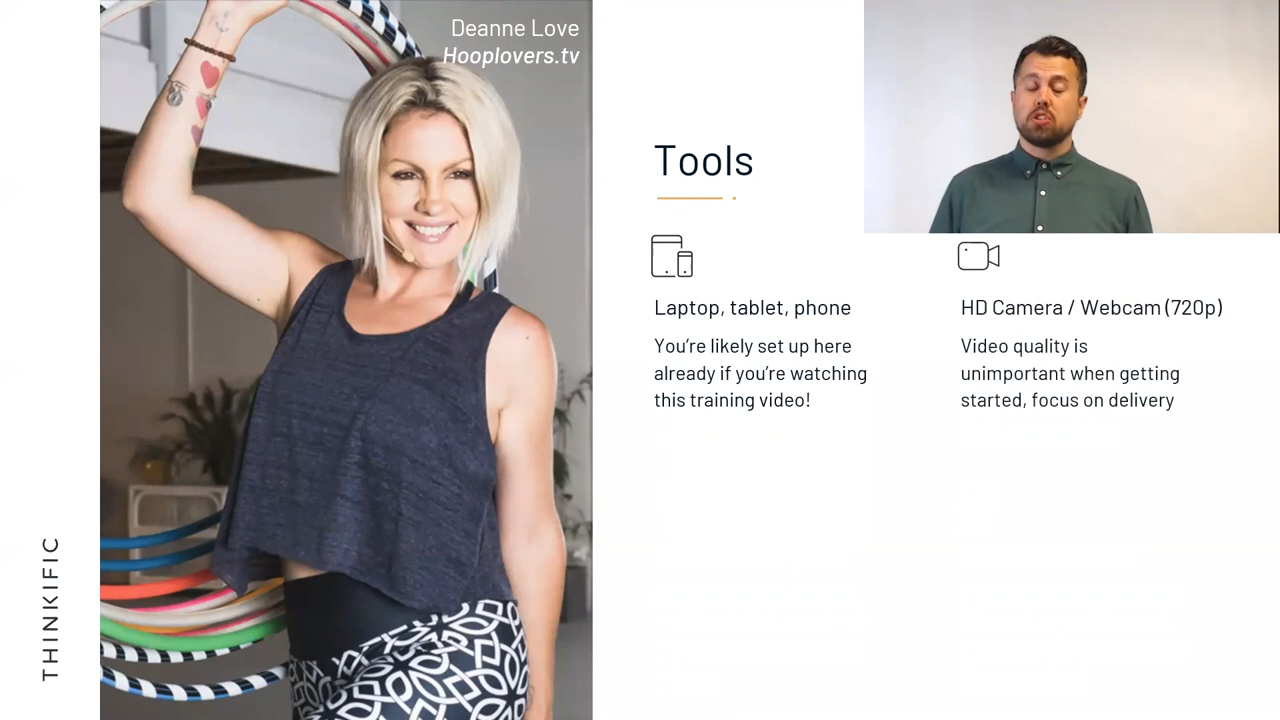 Deanne Love
Hooplovers.tv
Tools
Laptop, tablet, phone
You’re likely set up here
already if you’re watching
this training video!
HD Camera / Webcam (720p)
Video quality is
unimportant when getting
started, focus on delivery
THINKIFIC